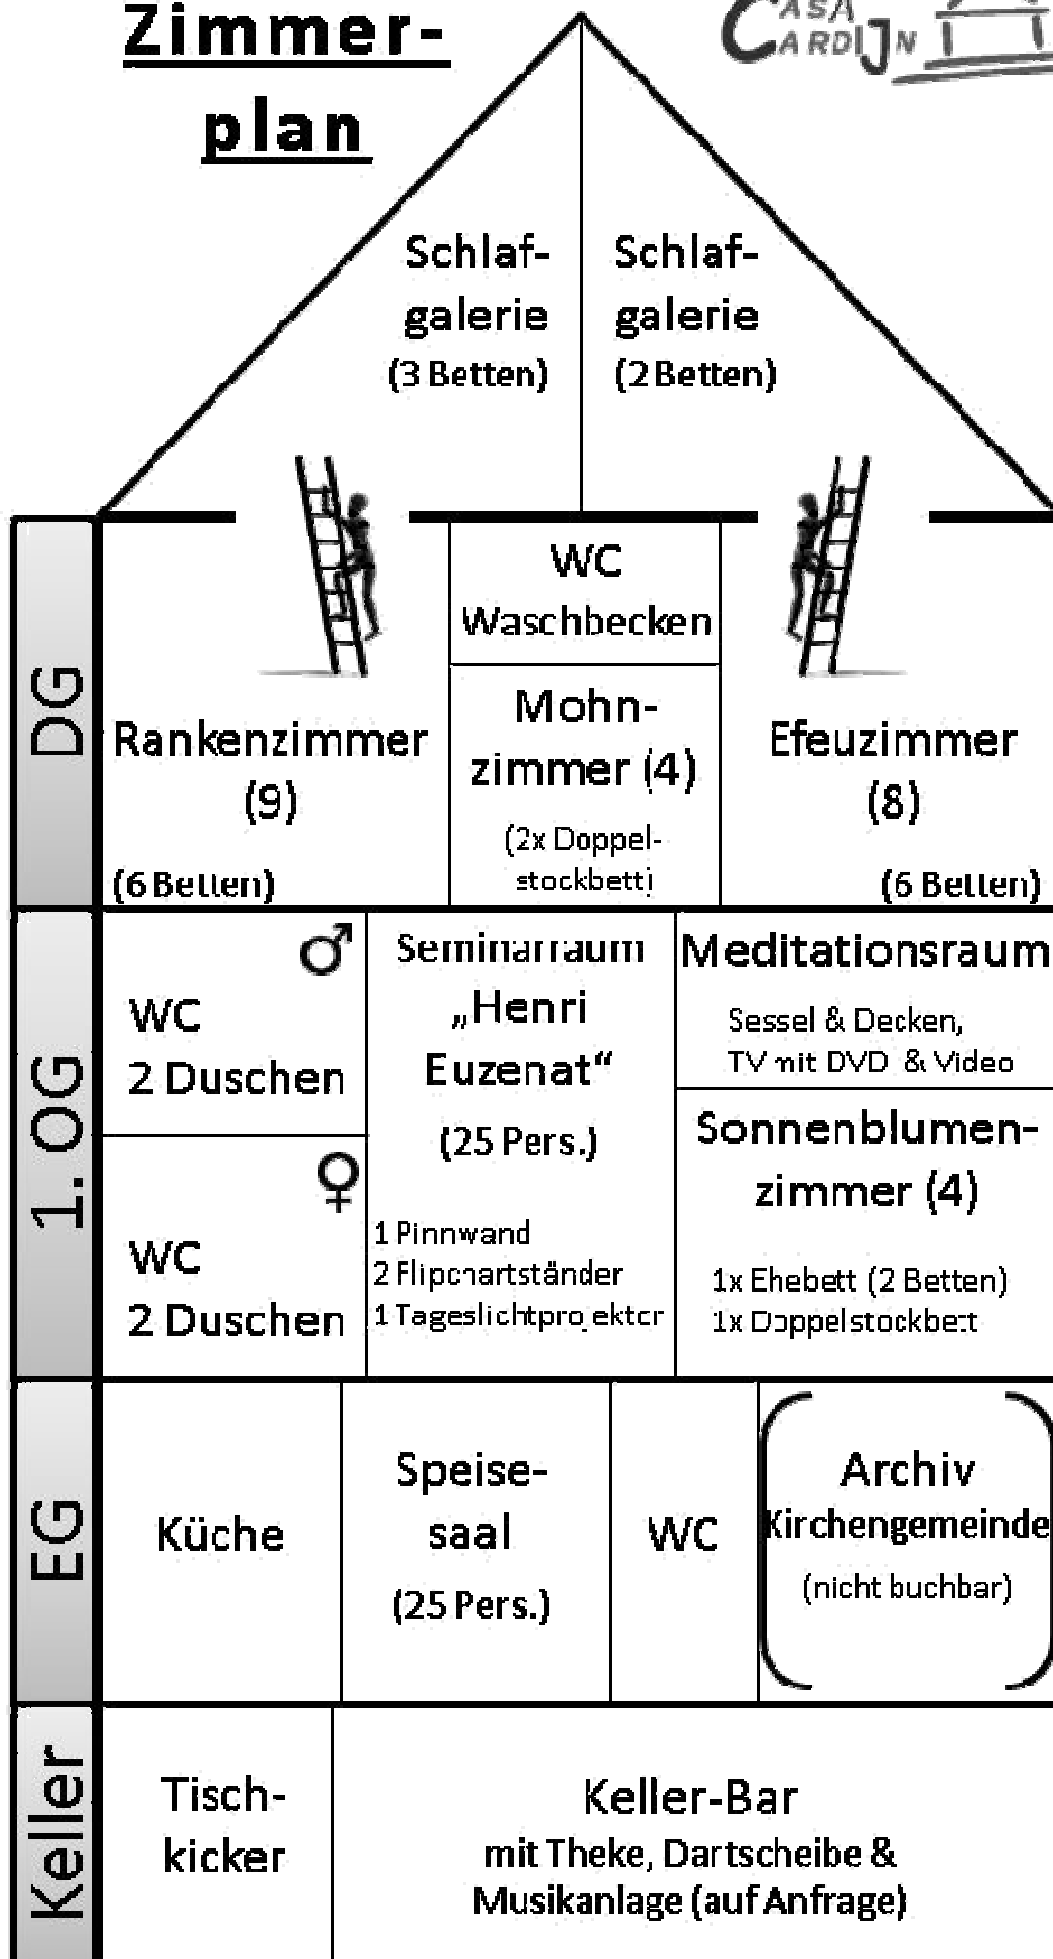 Zimmer-
plan
CASA
CARDIJN
Schlaf-
galerie
(3 Betten)
Schlaf-
galerie
(2 Betten)
DG
WC
Waschbecken
Rankenzimmer
(9)
(6 Betten)
Mohn-
zimmer (4)
(2x Doppel-
stockbett)
Efeuzimmer
(8)
(6 Betten)
1. OG
♂
WC
2 Duschen
♀
WC
2 Duschen
Seminarraum
„Henri
Euzenat“
(25 Pers.)
1 Pinnwand
2 Flipchartständer
1 Tageslichtprojektor
Meditationsraum
Sessel & Decken,
TV mit DVD & Video
Sonnenblumen-
zimmer (4)
1x Ehebett (2 Betten)
1x Doppelstockbett
EG
Küche
Speise-
saal
(25 Pers.)
WC
Archiv
Kirchengemeinde
(nicht buchbar)
Keller
Tisch-
kicker
Keller-Bar
mit Theke, Dartscheibe &
Musikanlage (auf Anfrage)